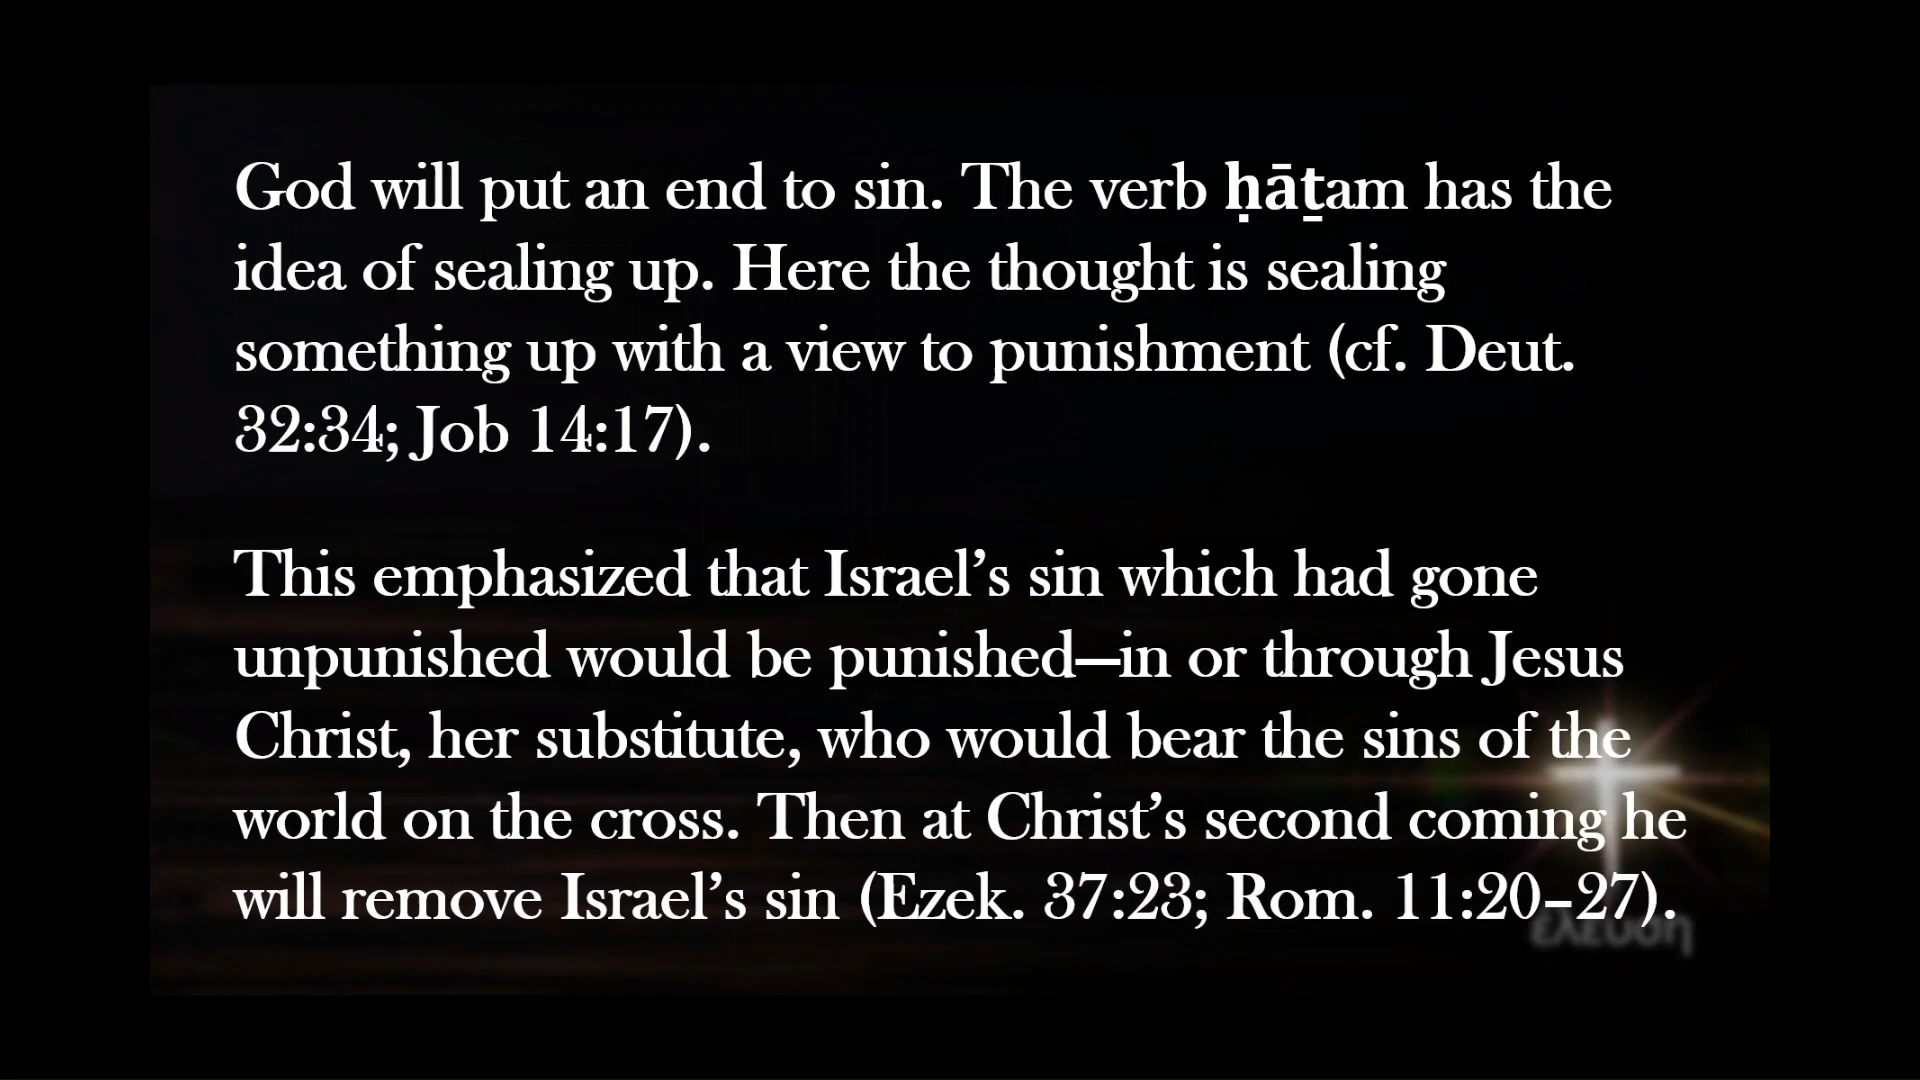 God will put an end to sin. The verb ḥāṯam has the
idea of sealing up. Here the thought is sealing
something up with a view to punishment (cf. Deut.
32:34; Job 14:17).
This emphasized that Israel’s sin which had gone
unpunished would be punished—in or through Jesus
Christ, her substitute, who would bear the sins of the
world on the cross. Then at Christ’s second coming he
will remove Israel’s sin (Ezek. 37:23; Rom. 11:20–27).
ελευση